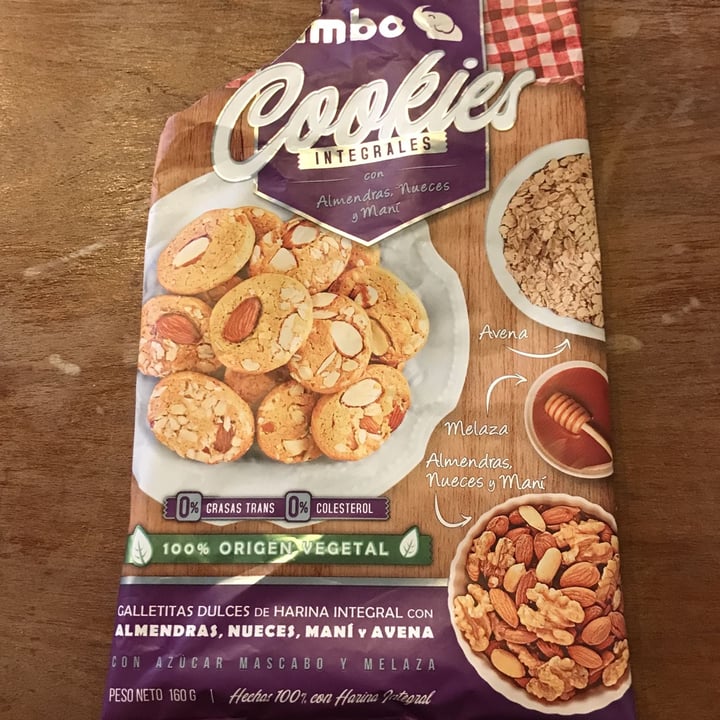 imbo
Cookies
INTEGRALES
con
Almendras, Nueces
y Maní
Avena
Melaza
Almendras,
Nueces y Maní
0% GRASAS TRANS 0% COLESTEROL
100% ORIGEN VEGETAL
GALLETITAS DULCES DE HARINA INTEGRAL CON
ALMENDRAS, NUECES, MANÍ Y AVENA
CON AZÚCAR MASCABO Y MELAZA
PESO NETO 160 G | Hechas 100% con Harina Integral